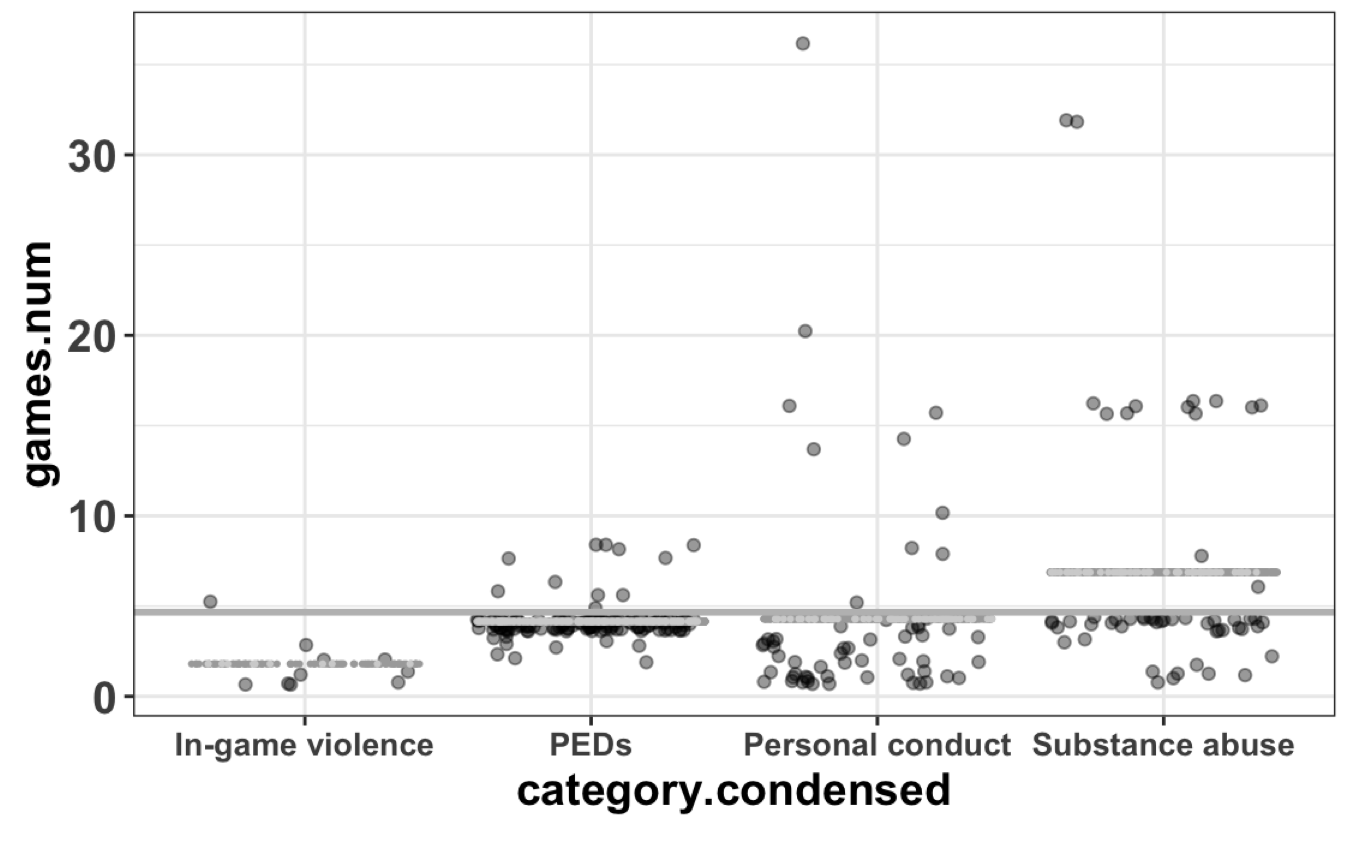 games.num
30
20
10
0
In-game violence PEDs Personal conduct Substance abuse
category.condensed